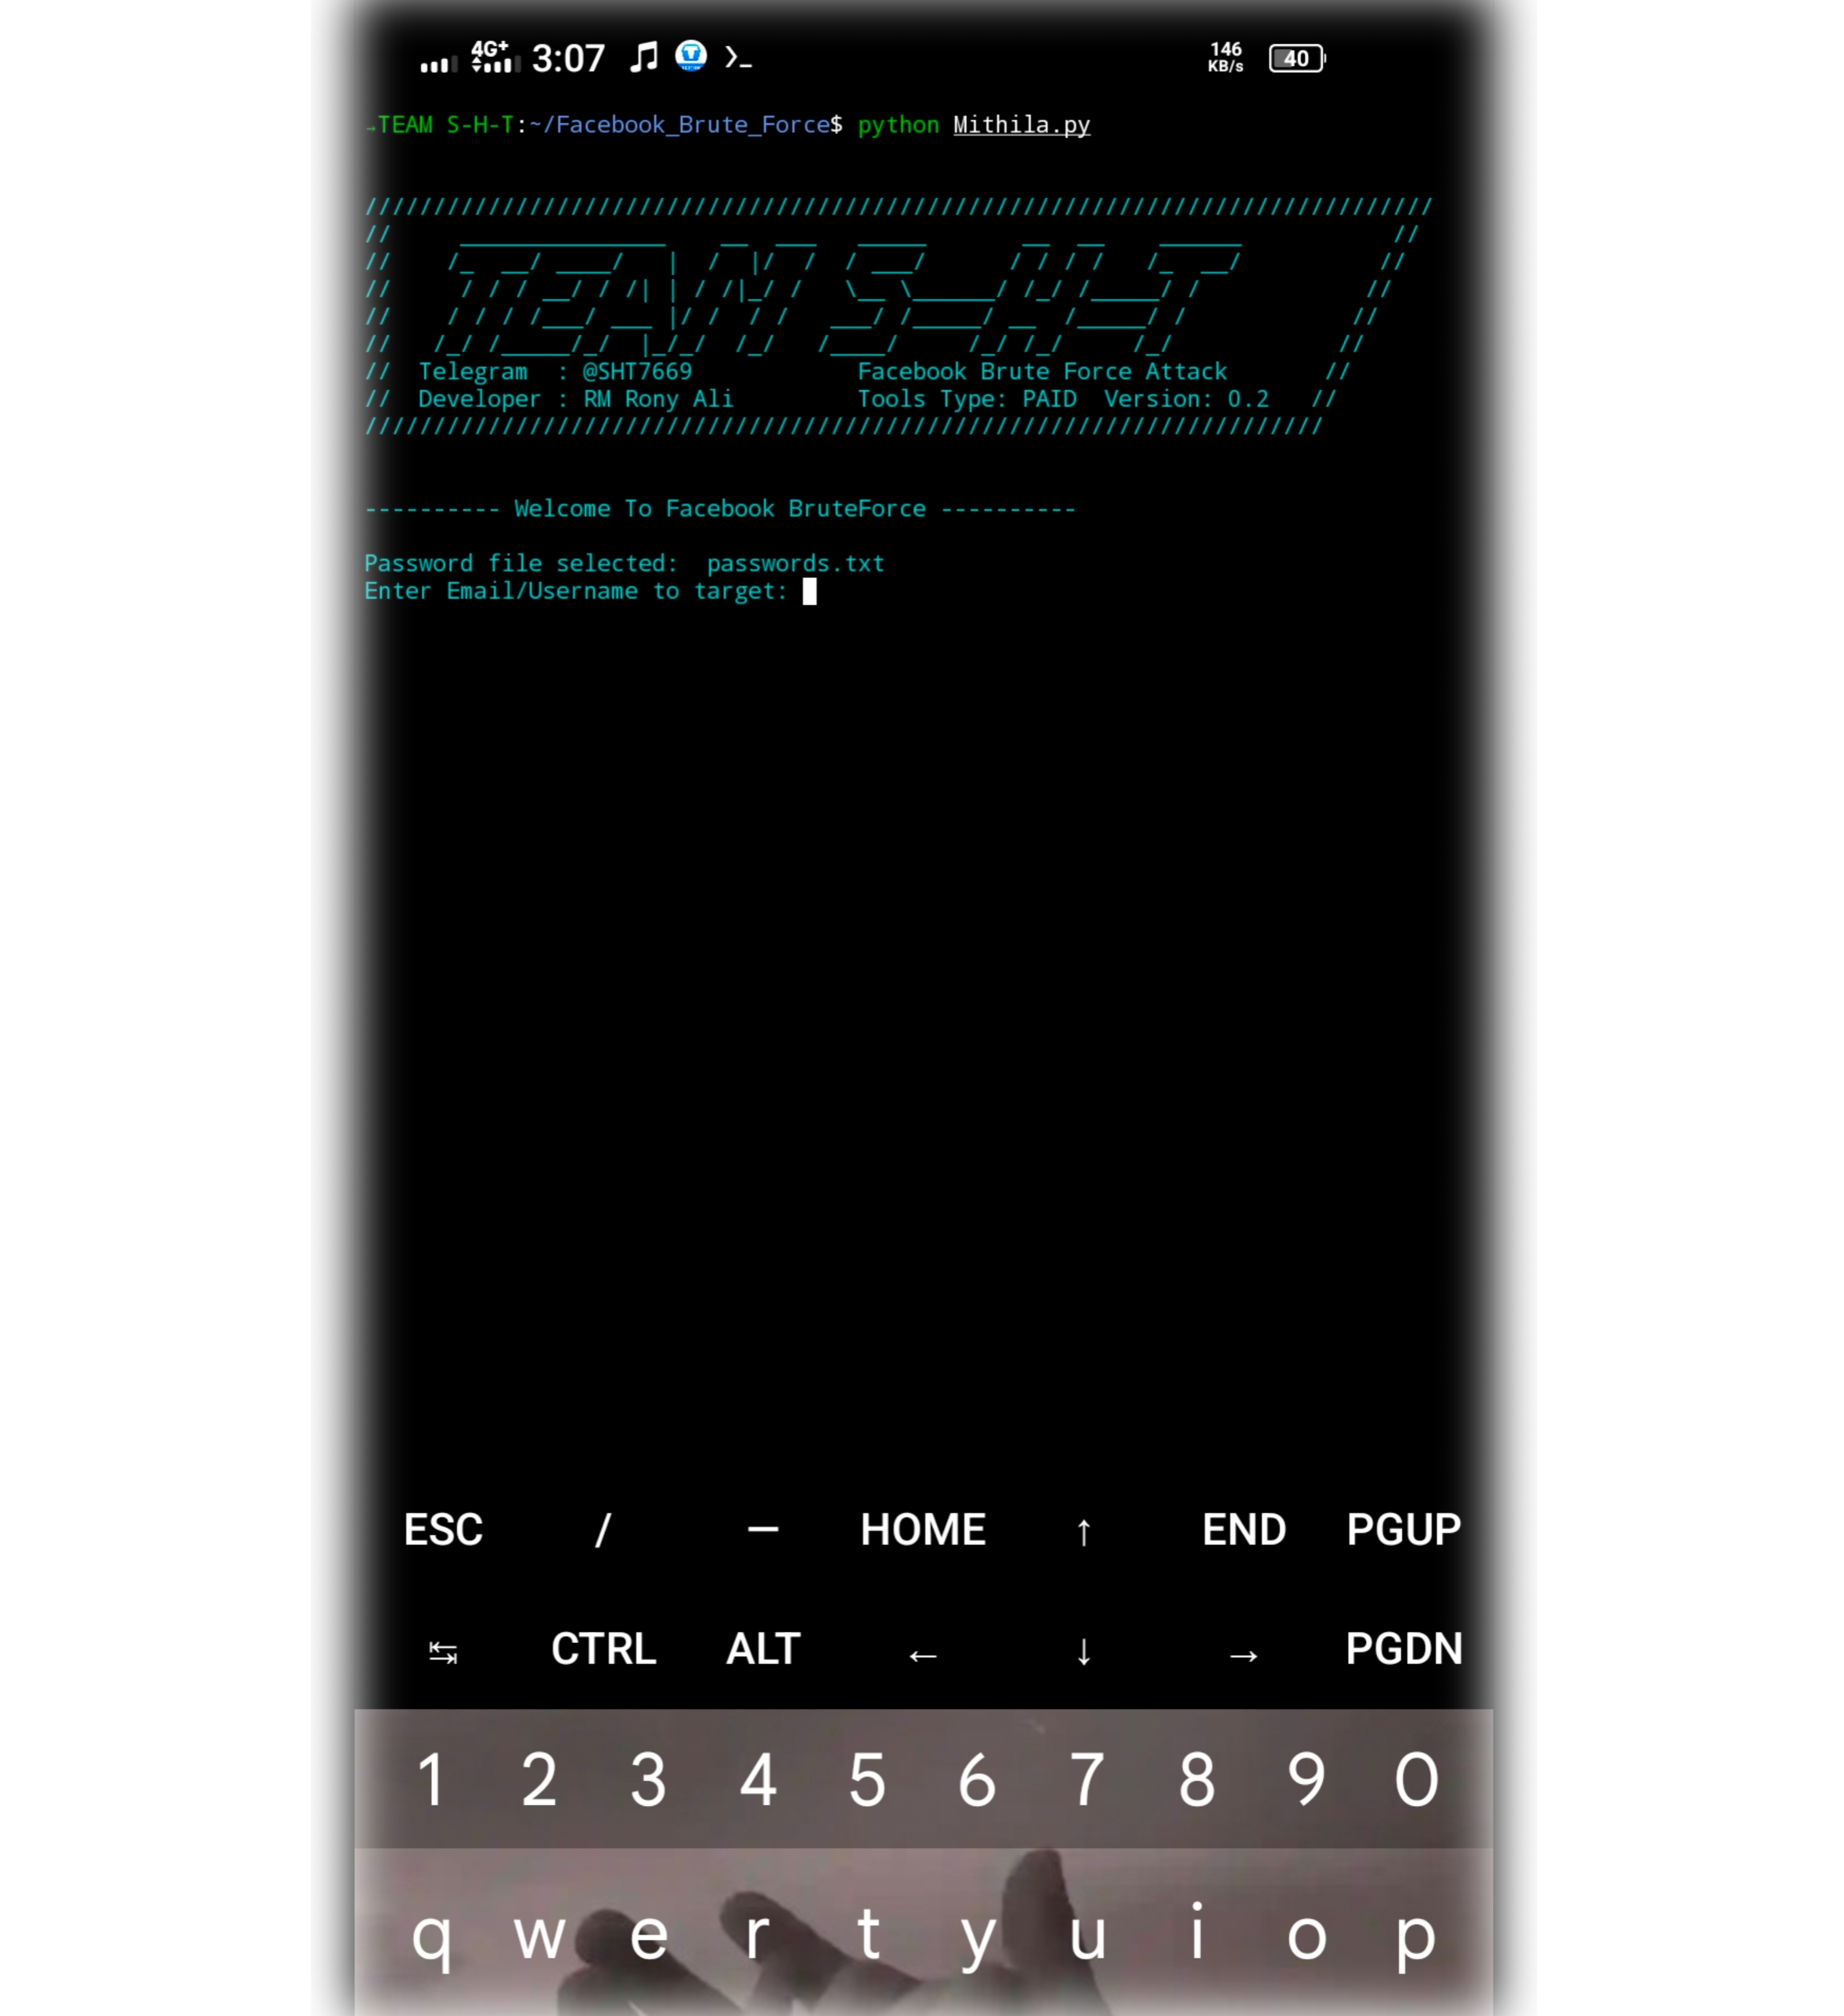 4G+ 3:07 146 KB/s 40
→TEAM S-H-T:~/Facebook_Brute_Force$ python Mithila.py
TEAM S-H-T
// Telegram : @SHT7669 Facebook Brute Force Attack //
// Developer : RM Rony Ali Tools Type: PAID Version: 0.2 //
---------- Welcome To Facebook BruteForce ----------
Password file selected: passwords.txt
Enter Email/Username to target:
ESC / — HOME ↑ END PGUP
↹ CTRL ALT ← ↓ → PGDN
1 2 3 4 5 6 7 8 9 0
q w e r t y u i o p